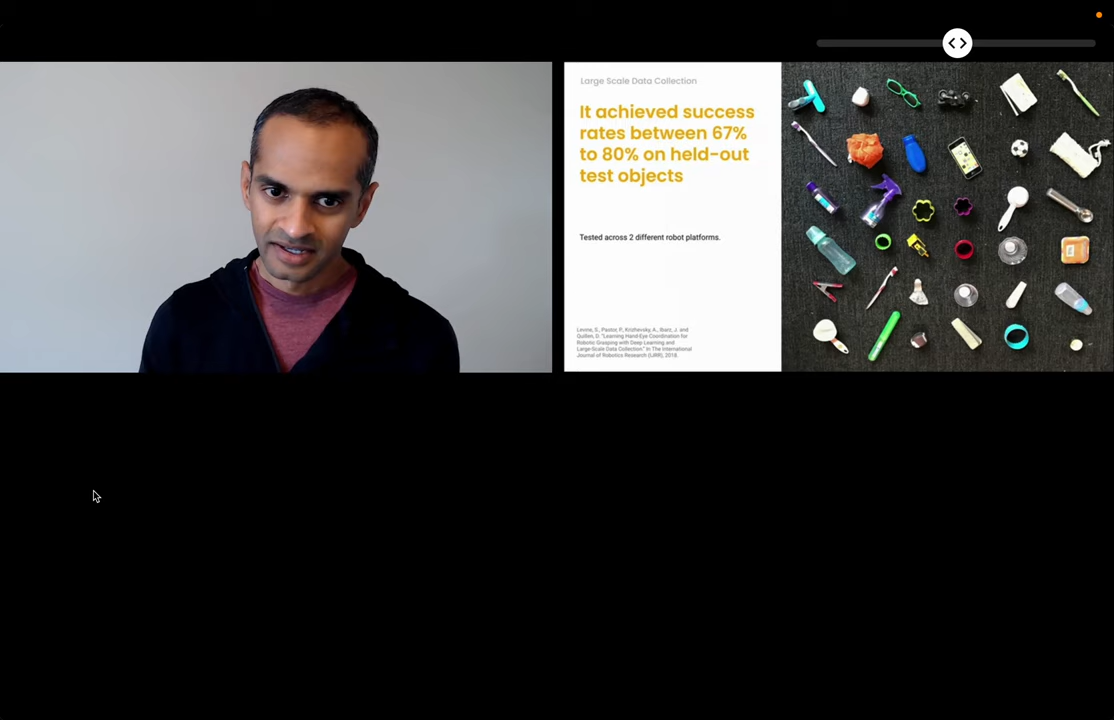 Large Scale Data Collection
It achieved success
rates between 67%
to 80% on held-out
test objects
Tested across 2 different robot platforms.
Levine, S., Pastor, P., Krizhevsky, A., Ibarz, J. and
Quillen, D. "Learning Hand-Eye Coordination for
Robotic Grasping with Deep Learning and
Large-Scale Data Collection." In The International
Journal of Robotics Research (IJRR), 2018.